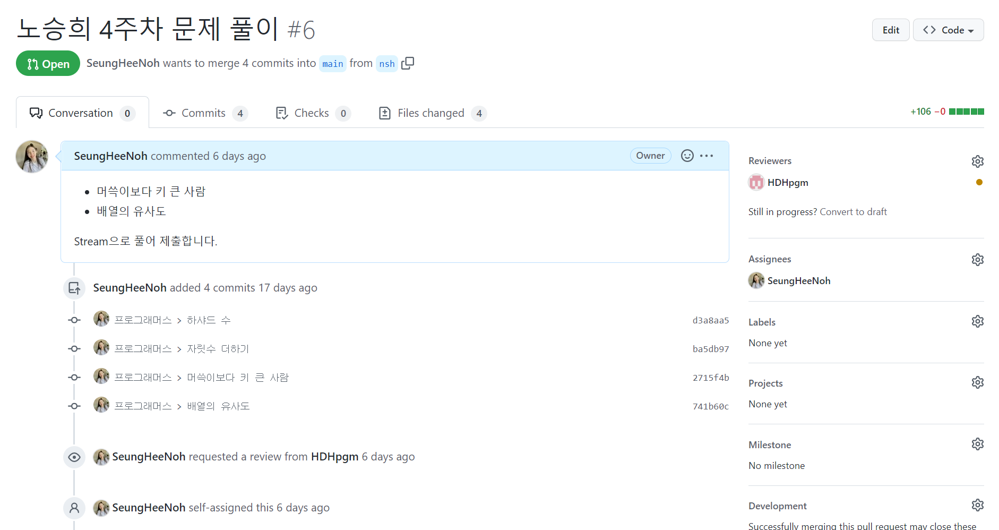 노승희 4주차 문제 풀이 #6
Edit
Code
Open
SeungHeeNoh wants to merge 4 commits into main from nsh
Conversation 0
Commits 4
Checks 0
Files changed 4
+106 −0
SeungHeeNoh commented 6 days ago
Owner
머쓱이보다 키 큰 사람
배열의 유사도
Stream으로 풀어 제출합니다.
SeungHeeNoh added 4 commits 17 days ago
프로그래머스 > 하샤드 수
d3a8aa5
프로그래머스 > 자릿수 더하기
ba5db97
프로그래머스 > 머쓱이보다 키 큰 사람
2715f4b
프로그래머스 > 배열의 유사도
741b60c
SeungHeeNoh requested a review from HDHpgm 6 days ago
SeungHeeNoh self-assigned this 6 days ago
Reviewers
HDHpgm
Still in progress? Convert to draft
Assignees
SeungHeeNoh
Labels
None yet
Projects
None yet
Milestone
No milestone
Development
Successfully merging this pull request may close these